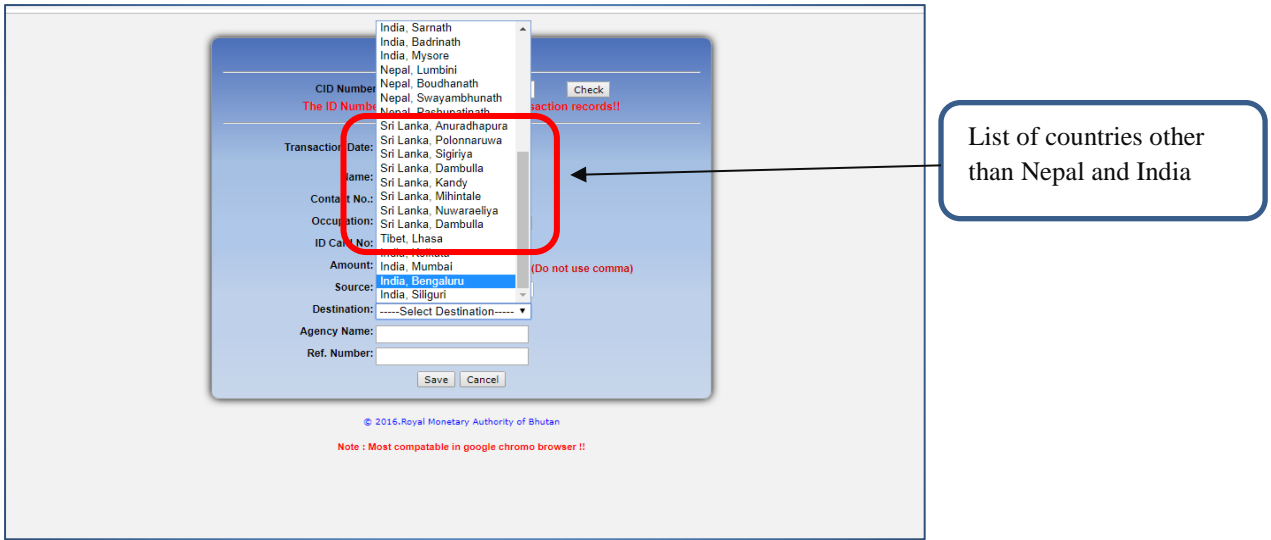 India, Sarnath
India, Badrinath
India, Mysore
Nepal, Lumbini
Nepal, Boudhanath
CID Number
Check
Nepal, Swayambhunath
The ID Numbe
saction records!!
Nepal, Pashupatinath
Sri Lanka, Anuradhapura
Sri Lanka, Polonnaruwa
Transaction Date:
Sri Lanka, Sigiriya
Sri Lanka, Dambulla
Name:
Sri Lanka, Kandy
Sri Lanka, Mihintale
Contact No.:
Sri Lanka, Nuwaraeliya
Occupation:
Sri Lanka, Dambulla
Tibet, Lhasa
ID Card No:
India, Kolkata
Amount:
India, Mumbai
(Do not use comma)
India, Bengaluru
Source:
India, Siliguri
Destination:
-----Select Destination-----
Agency Name:
Ref. Number:
Save
Cancel
© 2016.Royal Monetary Authority of Bhutan
Note : Most compatable in google chromo browser !!
List of countries other
than Nepal and India